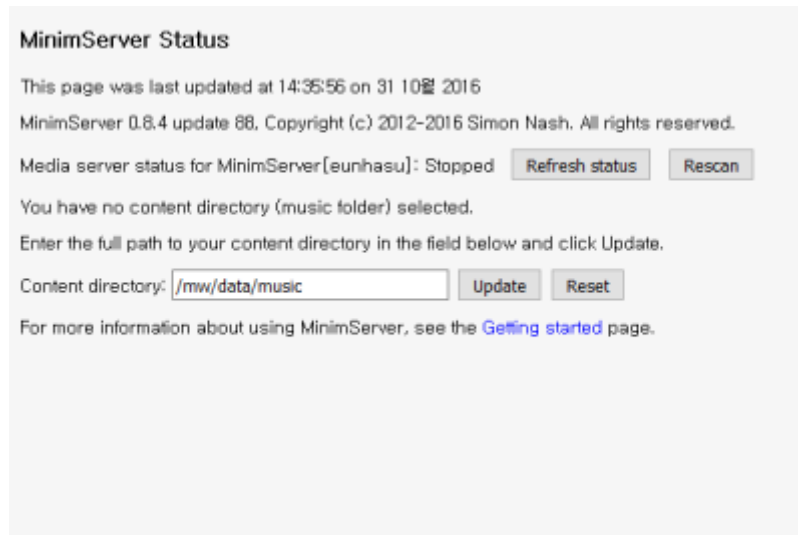 MinimServer Status
This page was last updated at 14:35:56 on 31 10월 2016
MinimServer 0.8.4 update 88, Copyright (c) 2012-2016 Simon Nash. All rights reserved.
Media server status for MinimServer[eunhasu]: Stopped Refresh status Rescan
You have no content directory (music folder) selected.
Enter the full path to your content directory in the field below and click Update.
Content directory: /mw/data/music Update Reset
For more information about using MinimServer, see the Getting started page.